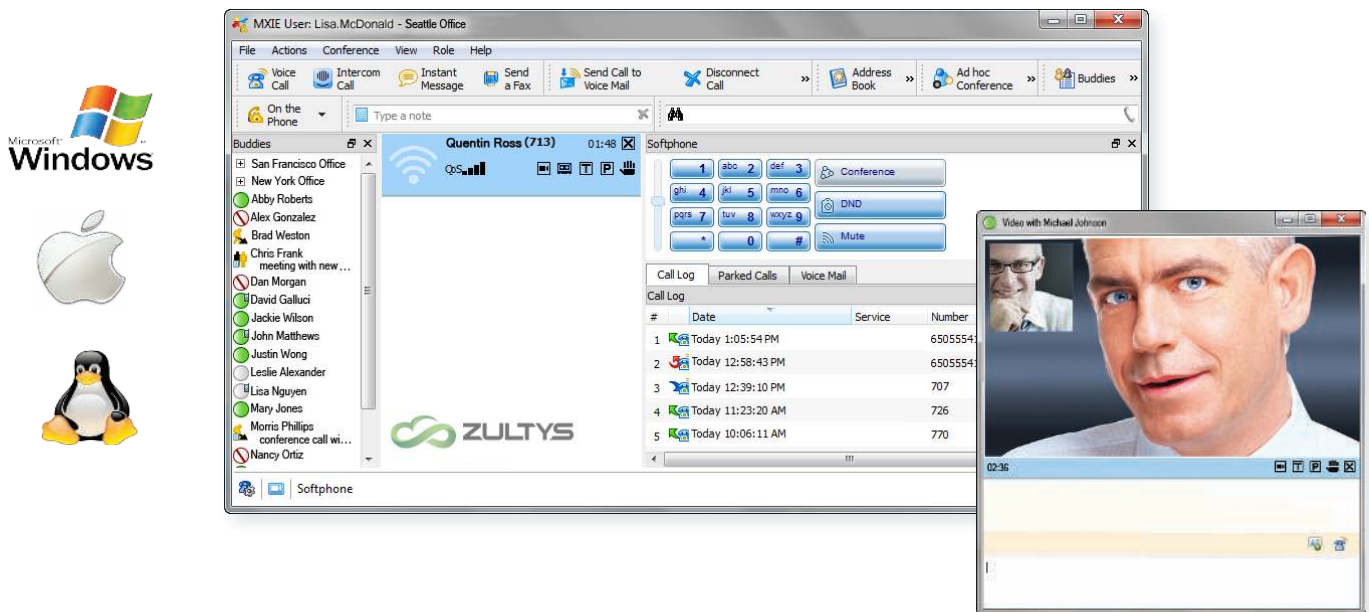 Microsoft
Windows
MXIE User: Lisa.McDonald - Seattle Office
File Actions Conference View Role Help
Voice Call
Intercom Call
Instant Message
Send a Fax
Send Call to Voice Mail
Disconnect Call
»
Address Book
»
Ad hoc Conference
»
Buddies
»
On the Phone
Type a note
Buddies
San Francisco Office
New York Office
Abby Roberts
Alex Gonzalez
Brad Weston
Chris Frank
meeting with new...
Dan Morgan
David Galluci
Jackie Wilson
John Matthews
Justin Wong
Leslie Alexander
Lisa Nguyen
Mary Jones
Morris Phillips
conference call wi...
Nancy Ortiz
Quentin Ross (713) 01:48
QoS
T P
ZULTYS
Softphone
1 abc 2 def 3
ghi 4 jkl 5 mno 6
pqrs 7 tuv 8 wxyz 9
* 0 #
Conference
DND
Mute
Call Log Parked Calls Voice Mail
Call Log
# Date Service Number
1 Today 1:05:54 PM 65055541
2 Today 12:58:43 PM 65055541
3 Today 12:39:10 PM 707
4 Today 11:23:20 AM 726
5 Today 10:06:11 AM 770
Softphone
Video with Michael Johnson
02:36
T P